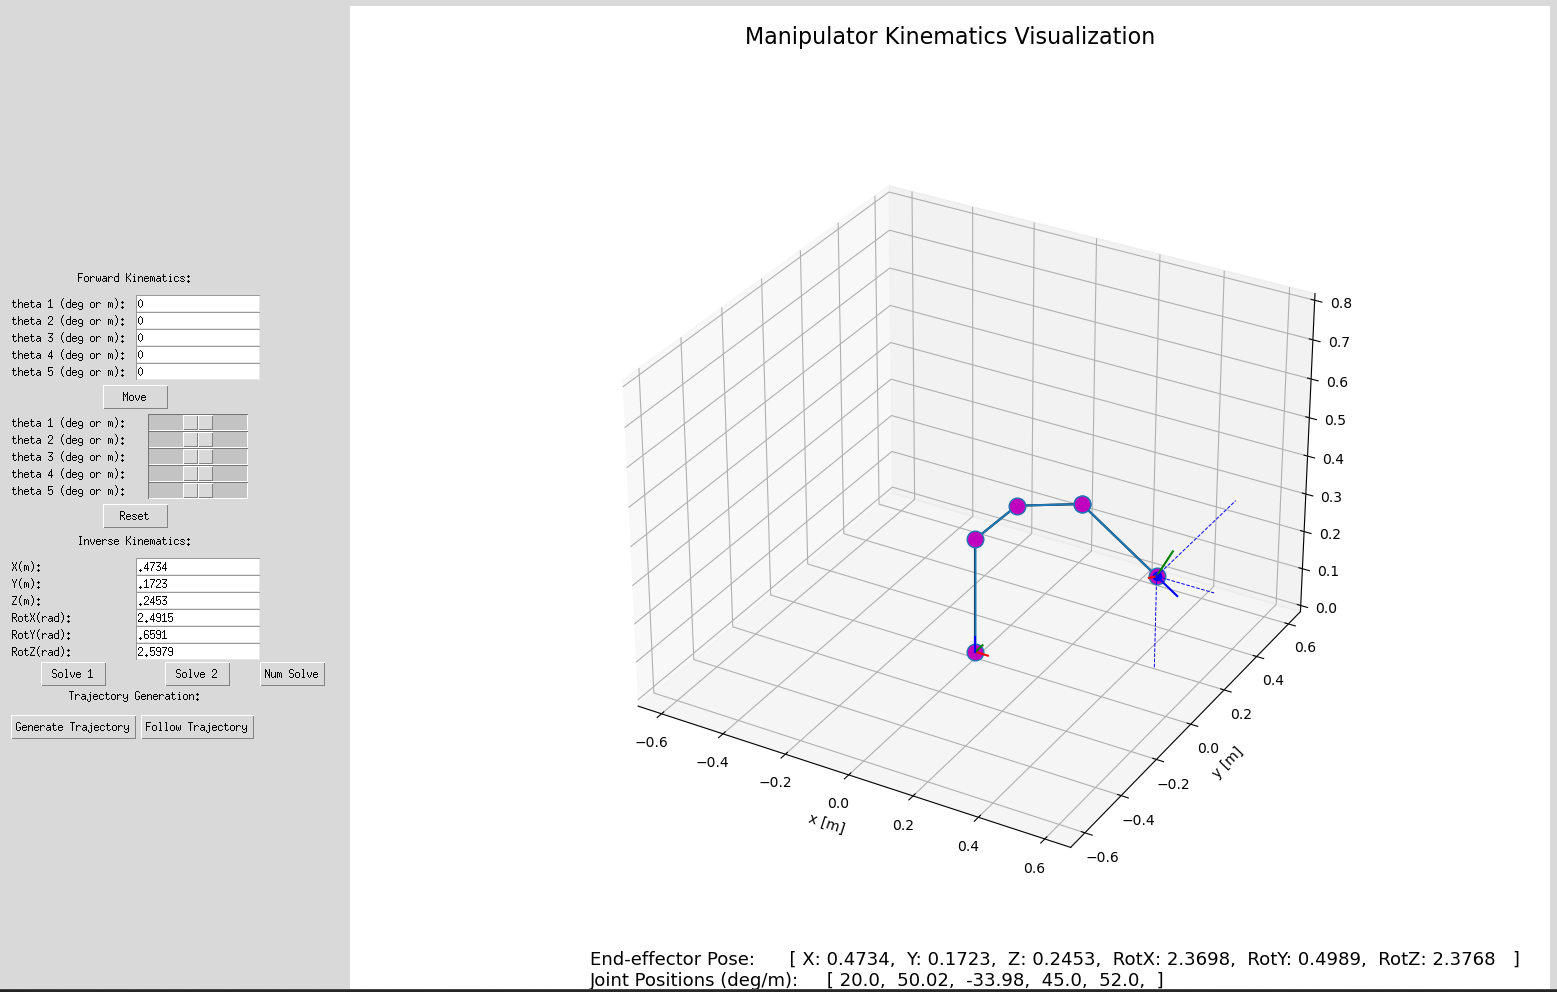 Manipulator Kinematics Visualization
Forward Kinematics:
theta 1 (deg or m): 0
theta 2 (deg or m): 0
theta 3 (deg or m): 0
theta 4 (deg or m): 0
theta 5 (deg or m): 0
Move
theta 1 (deg or m):
theta 2 (deg or m):
theta 3 (deg or m):
theta 4 (deg or m):
theta 5 (deg or m):
Reset
Inverse Kinematics:
X(m): .4734
Y(m): .1723
Z(m): .2453
RotX(rad): 2.4915
RotY(rad): .6591
RotZ(rad): 2.5979
Solve 1 Solve 2 Num Solve
Trajectory Generation:
Generate Trajectory Follow Trajectory
0.8
0.7
0.6
0.5
0.4
0.3
0.2
0.1
0.0
−0.6
−0.4
−0.2
0.0
0.2
0.4
0.6
x [m]
0.6
0.4
0.2
0.0
−0.2
−0.4
−0.6
y [m]
End-effector Pose: [ X: 0.4734, Y: 0.1723, Z: 0.2453, RotX: 2.3698, RotY: 0.4989, RotZ: 2.3768 ]
Joint Positions (deg/m): [ 20.0, 50.02, -33.98, 45.0, 52.0, ]